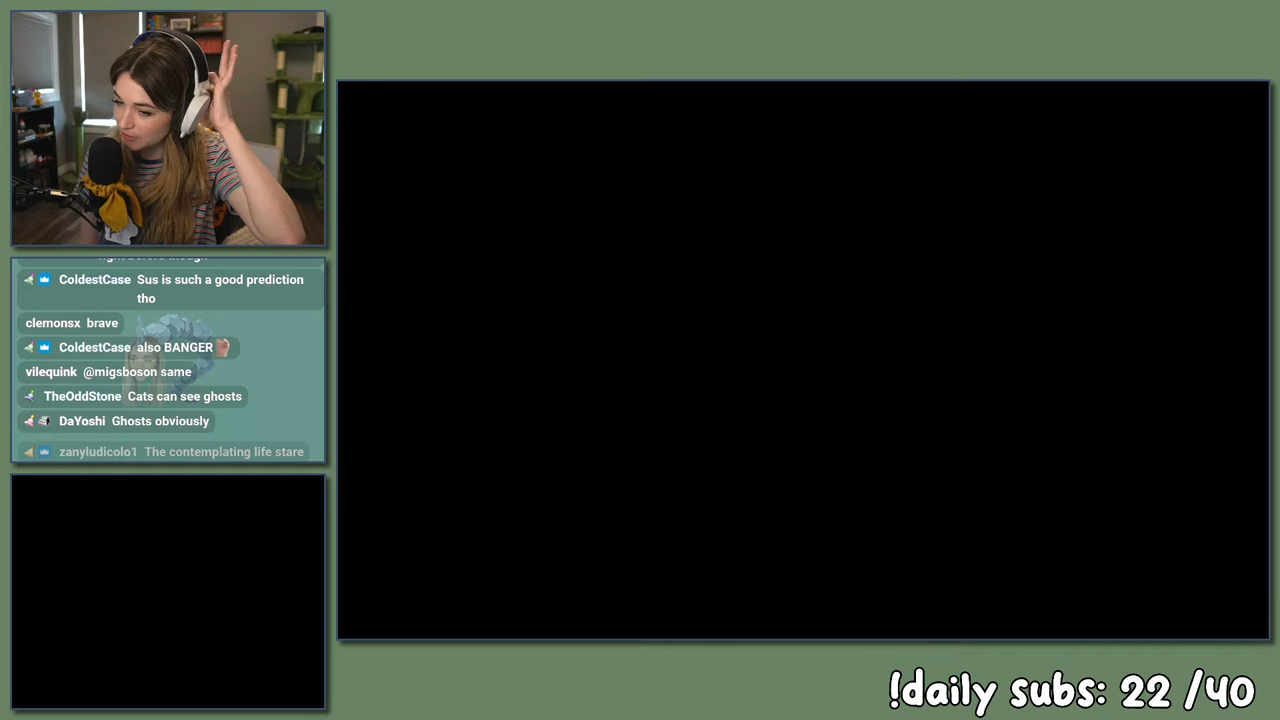 ColdestCase Sus is such a good prediction
tho
clemonsx brave
ColdestCase also BANGER
vilequink @migsboson same
TheOddStone Cats can see ghosts
DaYoshi Ghosts obviously
zanyludicolo1 The contemplating life stare
!daily subs: 22 /40